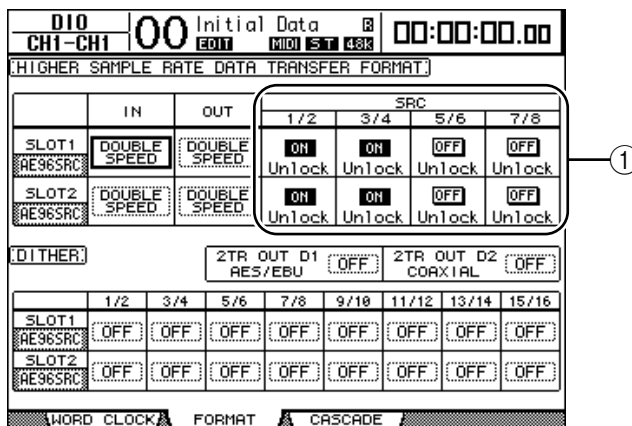 DIO
CH1-CH1
00
Initial Data
EDIT
MIDI ST 48k
00:00:00.00
HIGHER SAMPLE RATE DATA TRANSFER FORMAT
IN OUT SRC
1/2 3/4 5/6 7/8
SLOT1 AE96SRC DOUBLE SPEED DOUBLE SPEED ON Unlock ON Unlock OFF Unlock OFF Unlock
SLOT2 AE96SRC DOUBLE SPEED DOUBLE SPEED ON Unlock ON Unlock OFF Unlock OFF Unlock
1
DITHER
2TR OUT D1 AES/EBU OFF 2TR OUT D2 COAXIAL OFF
1/2 3/4 5/6 7/8 9/10 11/12 13/14 15/16
SLOT1 AE96SRC OFF OFF OFF OFF OFF OFF OFF OFF
SLOT2 AE96SRC OFF OFF OFF OFF OFF OFF OFF OFF
WORD CLOCK FORMAT CASCADE